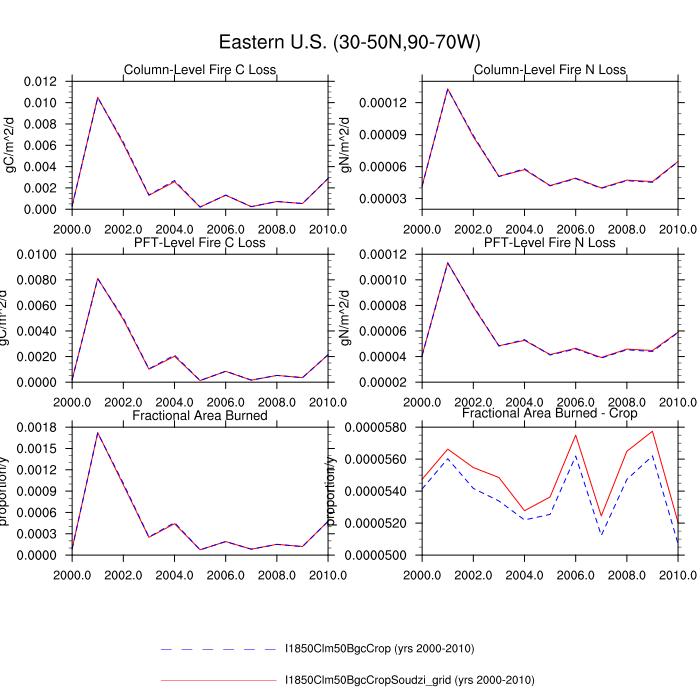 Eastern U.S. (30-50N,90-70W)
Column-Level Fire C Loss
gC/m^2/d
0.012
0.010
0.008
0.006
0.004
0.002
0.000
2000.0 2002.0 2004.0 2006.0 2008.0 2010.0
Column-Level Fire N Loss
gN/m^2/d
0.00012
0.00009
0.00006
0.00003
2000.0 2002.0 2004.0 2006.0 2008.0 2010.0
PFT-Level Fire C Loss
gC/m^2/d
0.0100
0.0080
0.0060
0.0040
0.0020
0.0000
2000.0 2002.0 2004.0 2006.0 2008.0 2010.0
PFT-Level Fire N Loss
gN/m^2/d
0.00012
0.00010
0.00008
0.00006
0.00004
0.00002
2000.0 2002.0 2004.0 2006.0 2008.0 2010.0
Fractional Area Burned
proportion/y
0.0018
0.0015
0.0012
0.0009
0.0006
0.0003
0.0000
2000.0 2002.0 2004.0 2006.0 2008.0 2010.0
Fractional Area Burned - Crop
proportion/y
0.0000580
0.0000560
0.0000540
0.0000520
0.0000500
2000.0 2002.0 2004.0 2006.0 2008.0 2010.0
I1850Clm50BgcCrop (yrs 2000-2010)
I1850Clm50BgcCropSoudzi_grid (yrs 2000-2010)